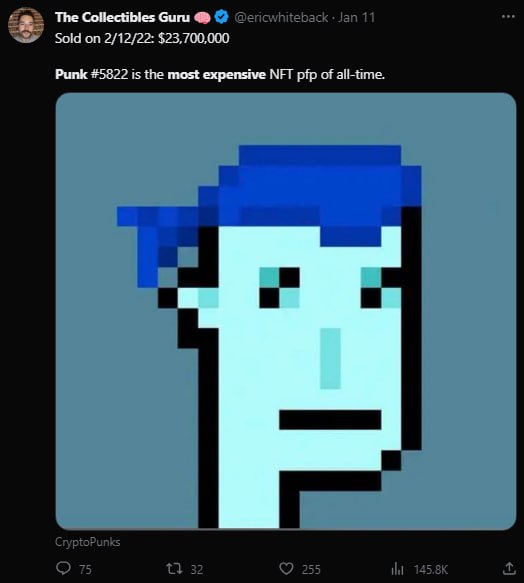 The Collectibles Guru 🧠 @ericwhiteback · Jan 11
Sold on 2/12/22: $23,700,000
Punk #5822 is the most expensive NFT pfp of all-time.
CryptoPunks
75 32 255 145.8K